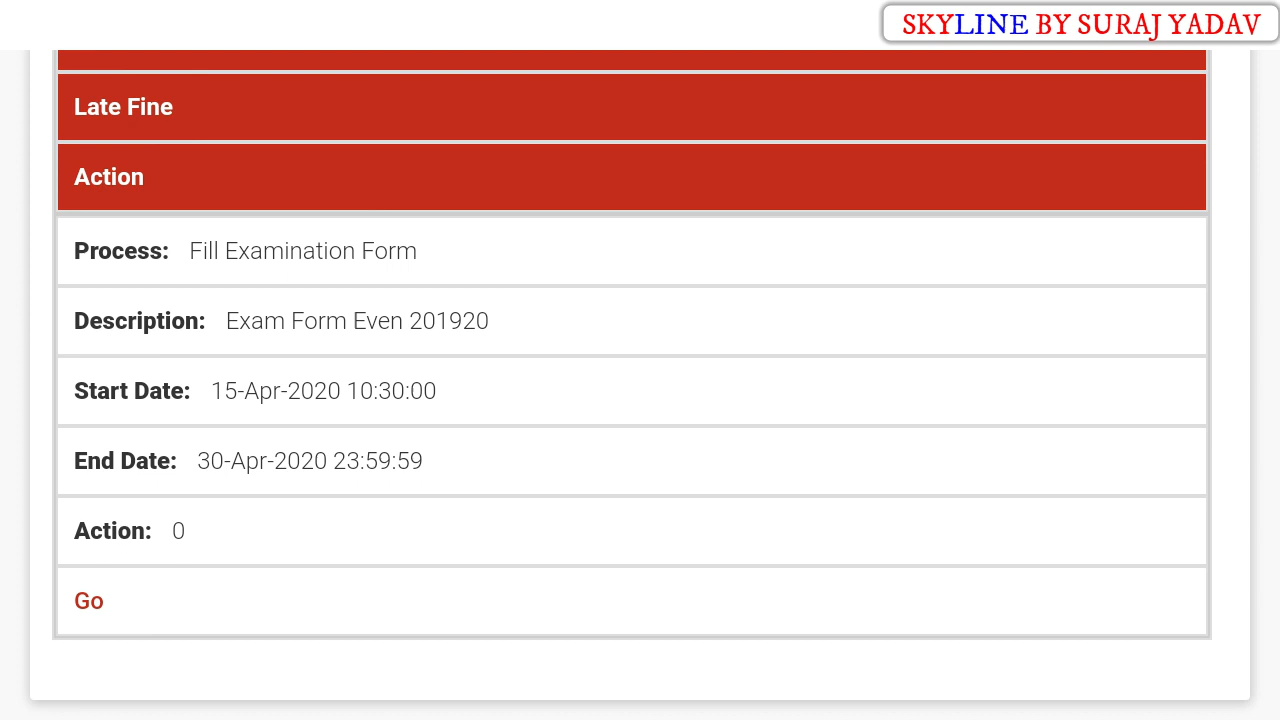 SKYLINE BY SURAJ YADAV
Late Fine
Action
Process: Fill Examination Form
Description: Exam Form Even 201920
Start Date: 15-Apr-2020 10:30:00
End Date: 30-Apr-2020 23:59:59
Action: 0
Go